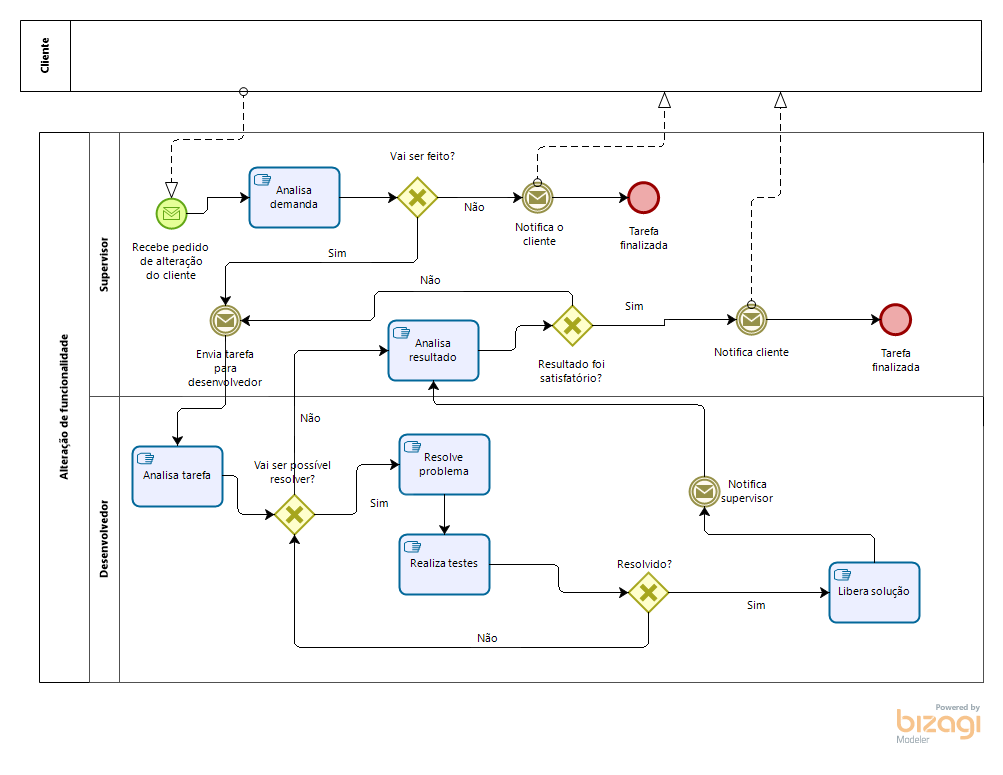 Cliente
Alteração de funcionalidade
Supervisor
Vai ser feito?
Analisa
demanda
Não
Recebe pedido
de alteração
do cliente
Notifica o
cliente
Tarefa
finalizada
Sim
Não
Sim
Envia tarefa
para
desenvolvedor
Analisa
resultado
Resultado foi
satisfatório?
Notifica cliente
Tarefa
finalizada
Desenvolvedor
Não
Analisa tarefa
Vai ser possível
resolver?
Sim
Resolve
problema
Notifica
supervisor
Realiza testes
Resolvido?
Sim
Libera solução
Não
Powered by
bizagi
Modeler